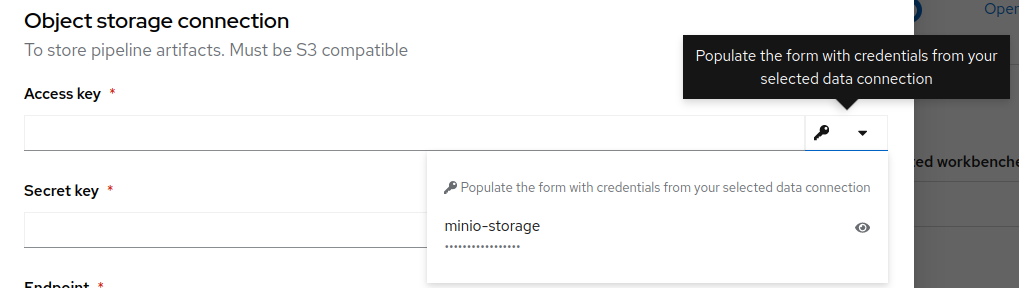 Object storage connection
To store pipeline artifacts. Must be S3 compatible
Open
Populate the form with credentials from your
selected data connection
Access key *
Populate the form with credentials from your selected data connection
Secret key *
minio-storage
•••••••••••••••••
workbenche
Endpoint *